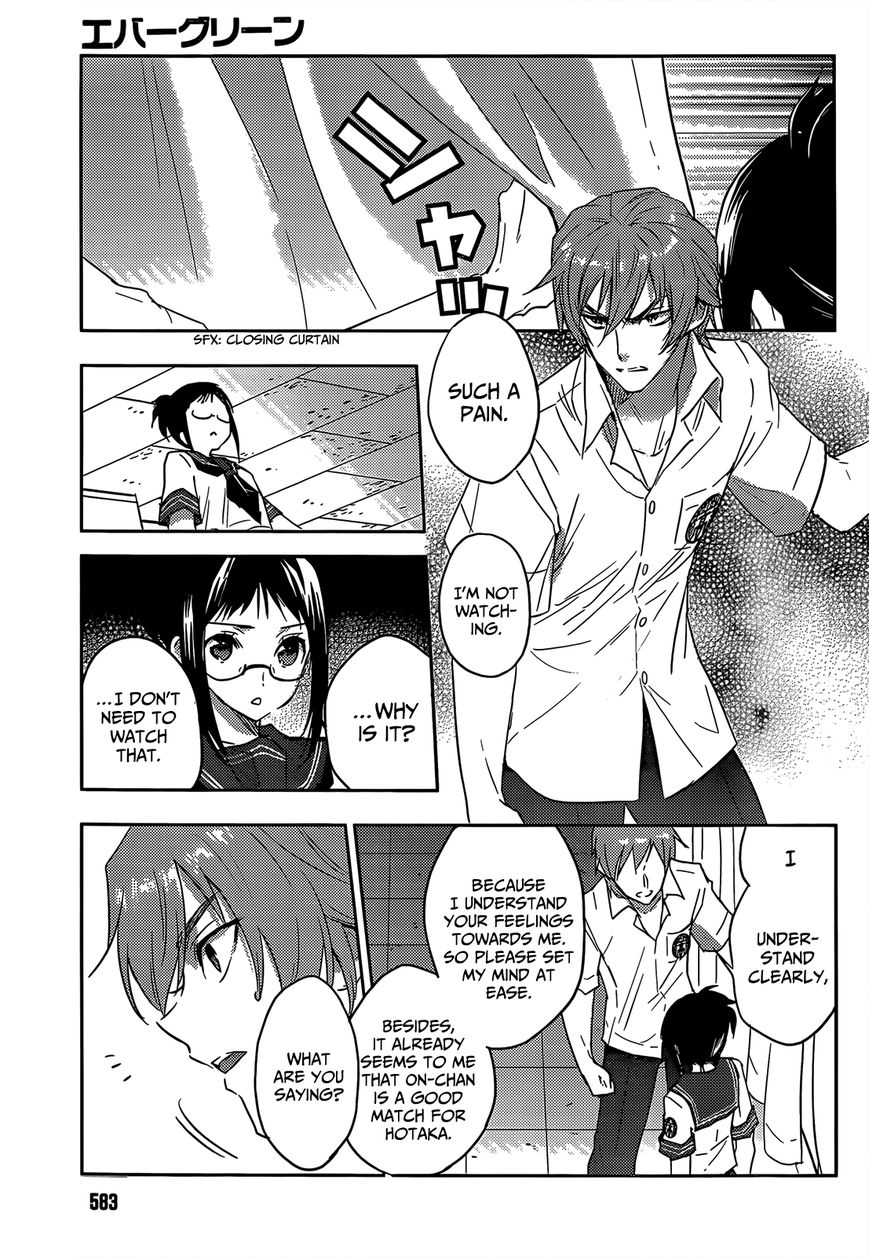 エバーグリーン
シャッ
SFX: CLOSING CURTAIN
SUCH A
PAIN.
I'M NOT
WATCH-
ING.
...WHY
IS IT?
...I DON'T
NEED TO
WATCH
THAT.
I
UNDER-
STAND
CLEARLY,
BECAUSE
I UNDERSTAND
YOUR FEELINGS
TOWARDS ME.
SO PLEASE SET
MY MIND AT
EASE.
BESIDES,
IT ALREADY
SEEMS TO ME
THAT ON-CHAN
IS A GOOD
MATCH FOR
HOTAKA.
WHAT
ARE YOU
SAYING?
583